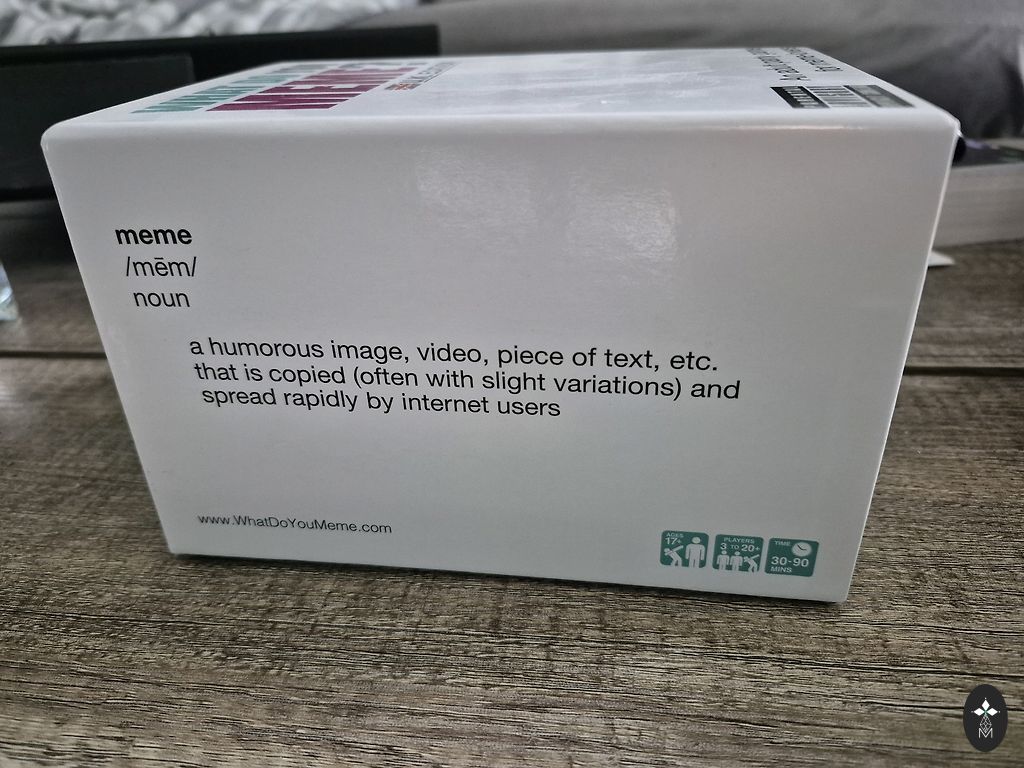 MEME?
meme
/mēm/
noun
a humorous image, video, piece of text, etc.
that is copied (often with slight variations) and
spread rapidly by internet users
www.WhatDoYouMeme.com
AGES
17+
PLAYERS
3 TO 20+
TIME
30-90
MINS
M